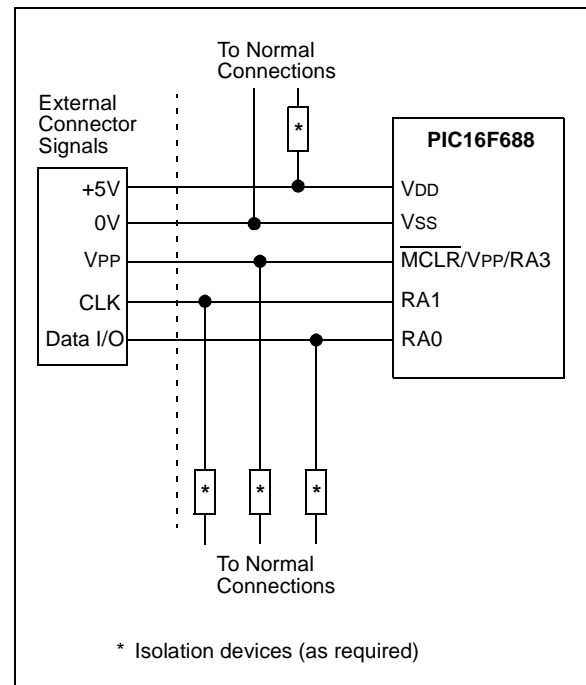 To Normal
Connections
External
Connector
Signals
*
PIC16F688
+5V
VDD
0V
VSS
VPP
MCLR/VPP/RA3
CLK
RA1
Data I/O
RA0
*
*
*
To Normal
Connections
* Isolation devices (as required)